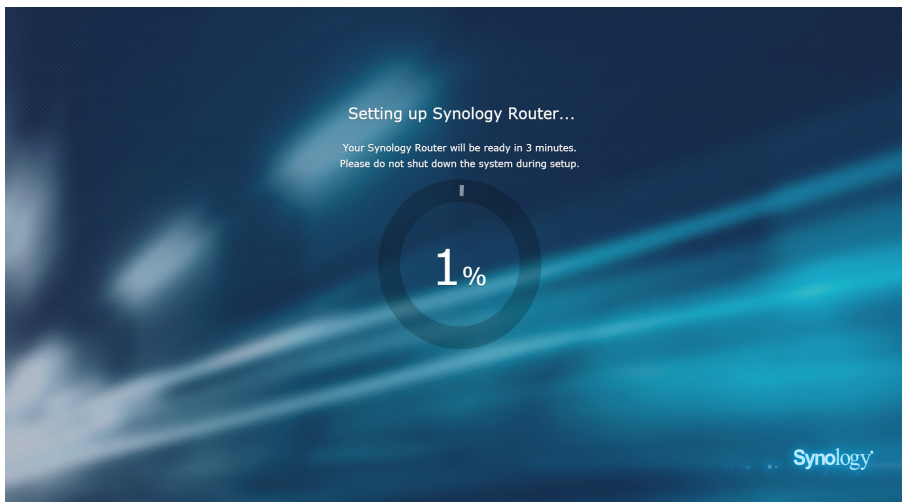 Setting up Synology Router...
Your Synology Router will be ready in 3 minutes.
Please do not shut down the system during setup.
1%
Synology